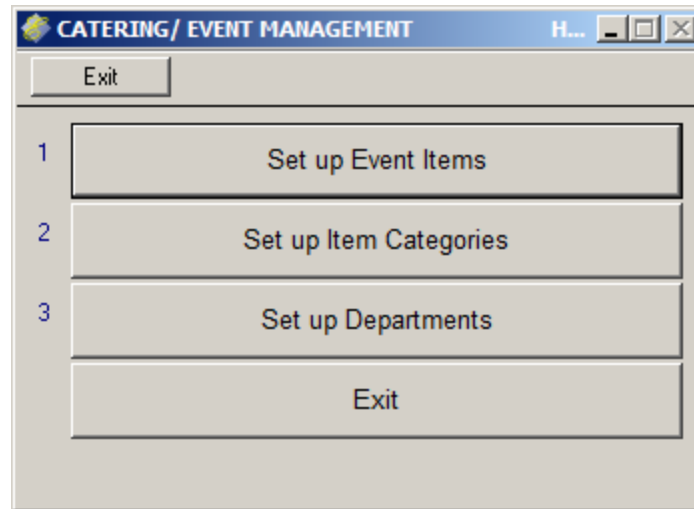 CATERING/ EVENT MANAGEMENT H...
Exit
1 Set up Event Items
2 Set up Item Categories
3 Set up Departments
Exit